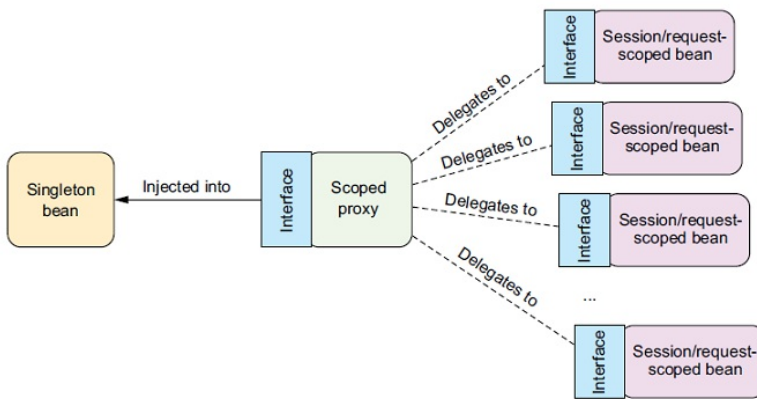 Singleton
bean
Injected into
Interface
Scoped
proxy
Delegates to
Interface
Session/request-
scoped bean
Delegates to
Interface
Session/request-
scoped bean
Delegates to
Interface
Session/request-
scoped bean
...
Delegates to
Interface
Session/request-
scoped bean